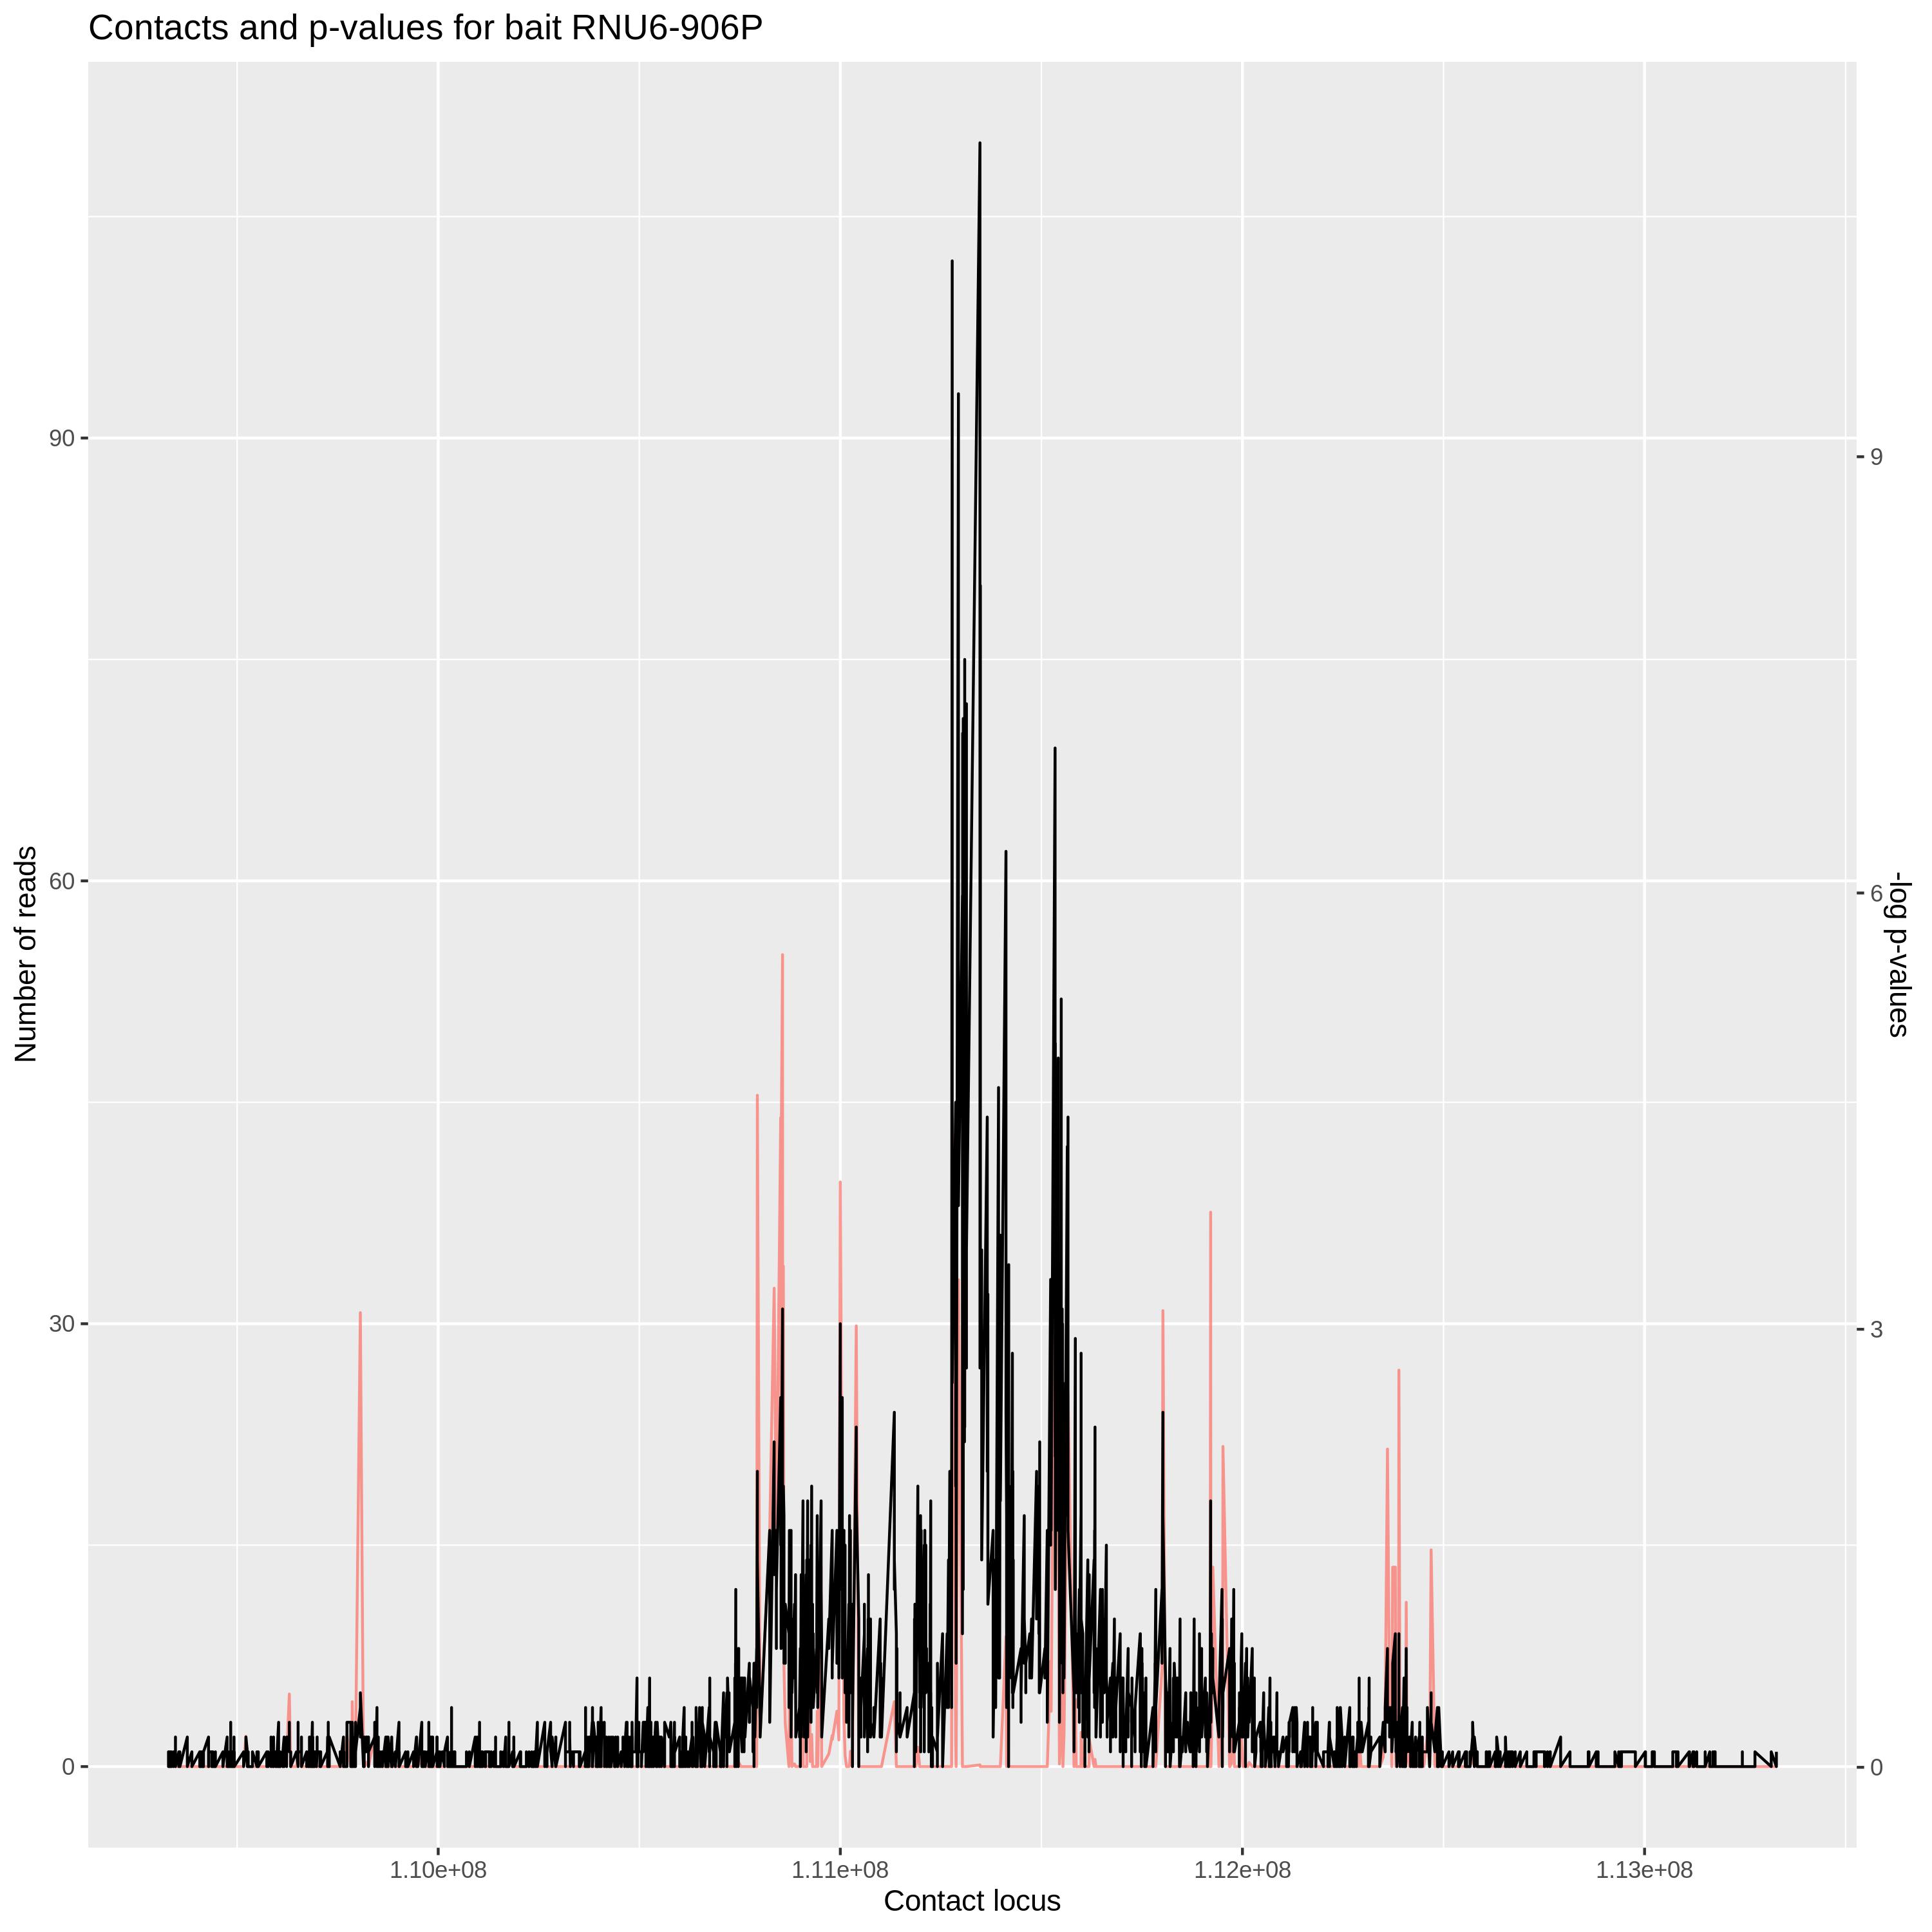 Contacts and p-values for bait RNU6-906P
Number of reads
90
60
30
0
9
6
3
0
-log p-values
1.10e+08 1.11e+08 1.12e+08 1.13e+08
Contact locus